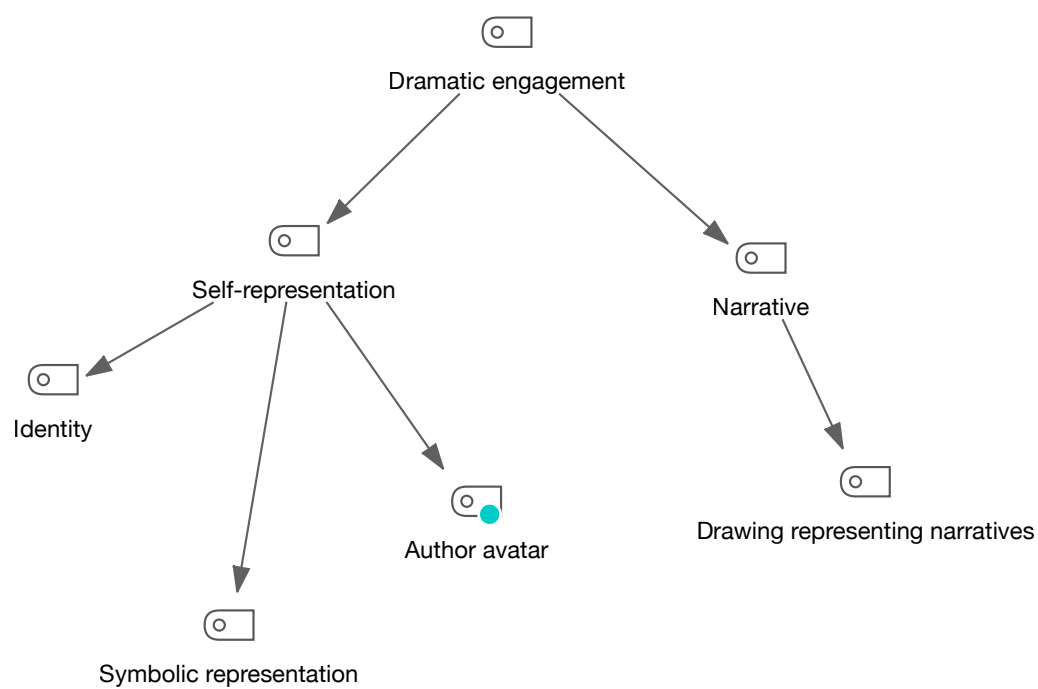 Dramatic engagement
Self-representation
Narrative
Identity
Drawing representing narratives
Author avatar
Symbolic representation